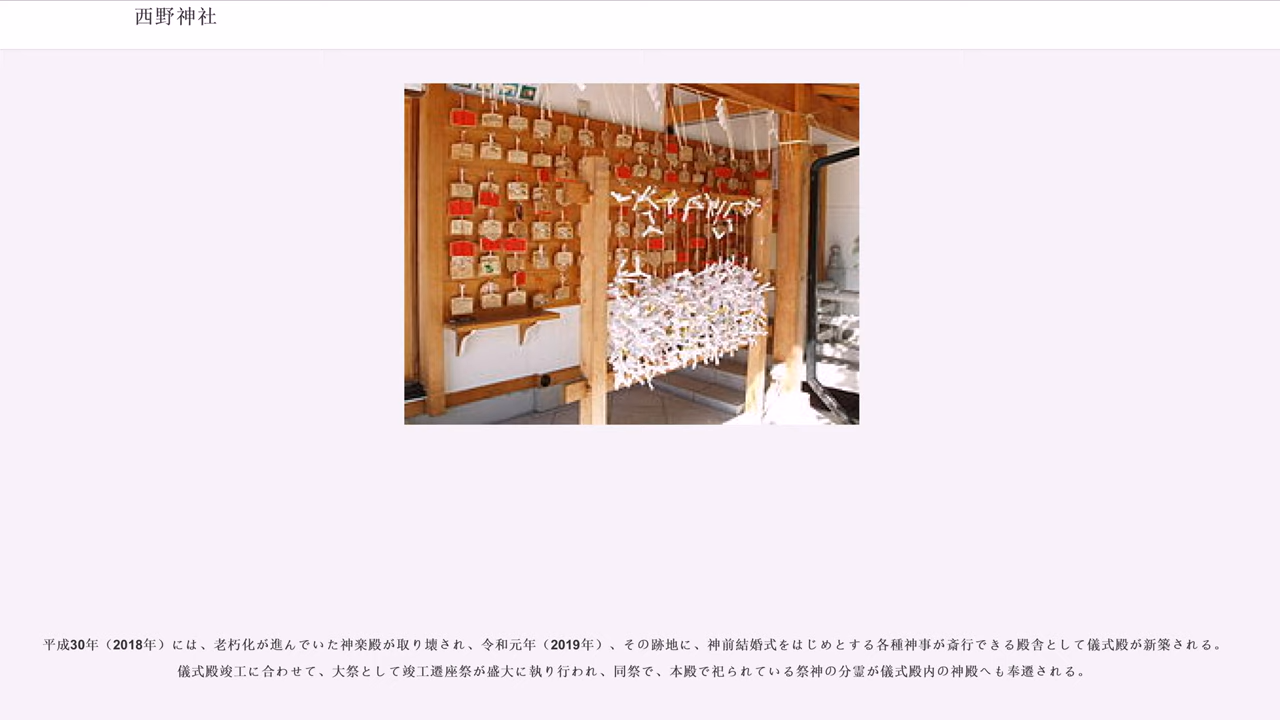 西野神社
平成30年（2018年）には、老朽化が進んでいた神楽殿が取り壊され、令和元年（2019年）、その跡地に、神前結婚式をはじめとする各種神事が斎行できる殿舎として儀式殿が新築される。
儀式殿竣工に合わせて、大祭として竣工遷座祭が盛大に執り行われ、同祭で、本殿で祀られている祭神の分霊が儀式殿内の神殿へも奉遷される。